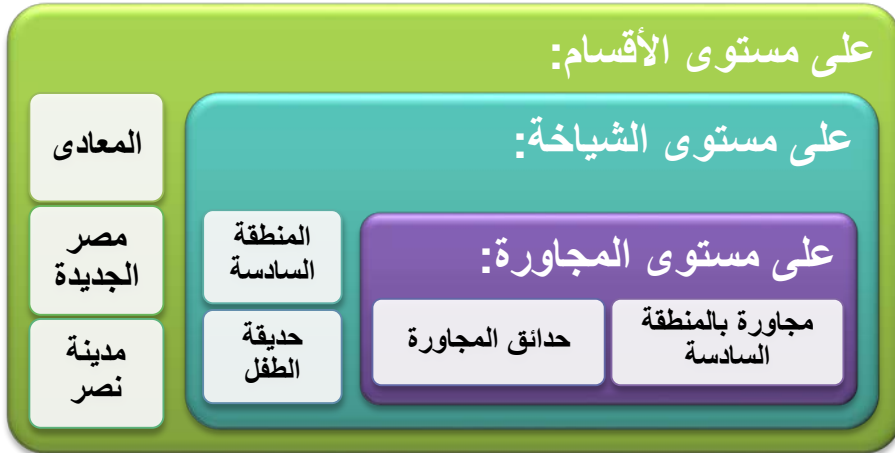 على مستوى الأقسام:
المعادى
مصر
الجديدة
مدينة
نصر
على مستوى الشياخة:
المنطقة
السادسة
حديقة
الطفل
على مستوى المجاورة:
مجاورة بالمنطقة
السادسة
حدائق المجاورة